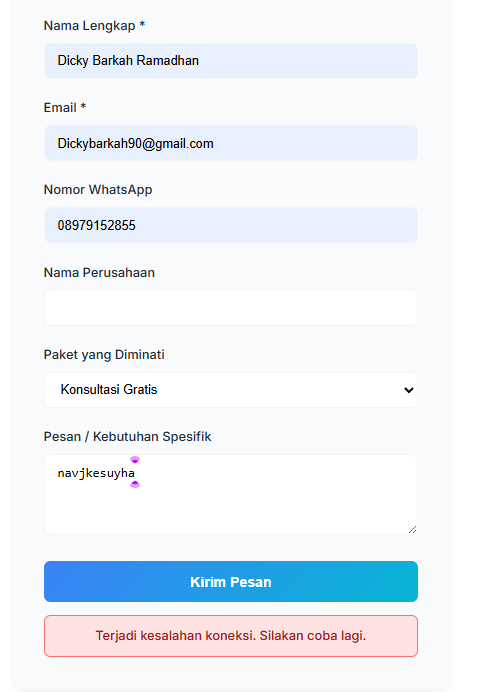 Nama Lengkap *
Dicky Barkah Ramadhan
Email *
Dickybarkah90@gmail.com
Nomor WhatsApp
08979152855
Nama Perusahaan
Paket yang Diminati
Konsultasi Gratis
Pesan / Kebutuhan Spesifik
navjkesuyha
Kirim Pesan
Terjadi kesalahan koneksi. Silakan coba lagi.